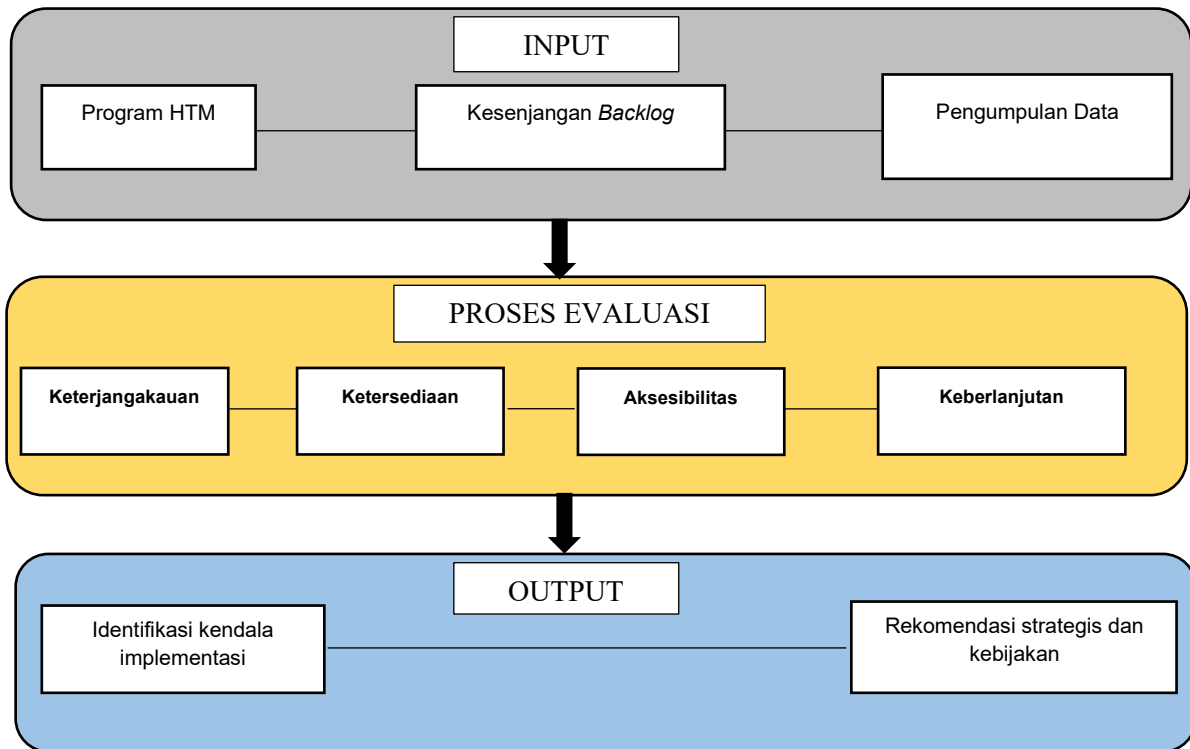 INPUT
Program HTM
Kesenjangan Backlog
Pengumpulan Data
PROSES EVALUASI
Keterjangakauan
Ketersediaan
Aksesibilitas
Keberlanjutan
OUTPUT
Identifikasi kendala
implementasi
Rekomendasi strategis dan
kebijakan